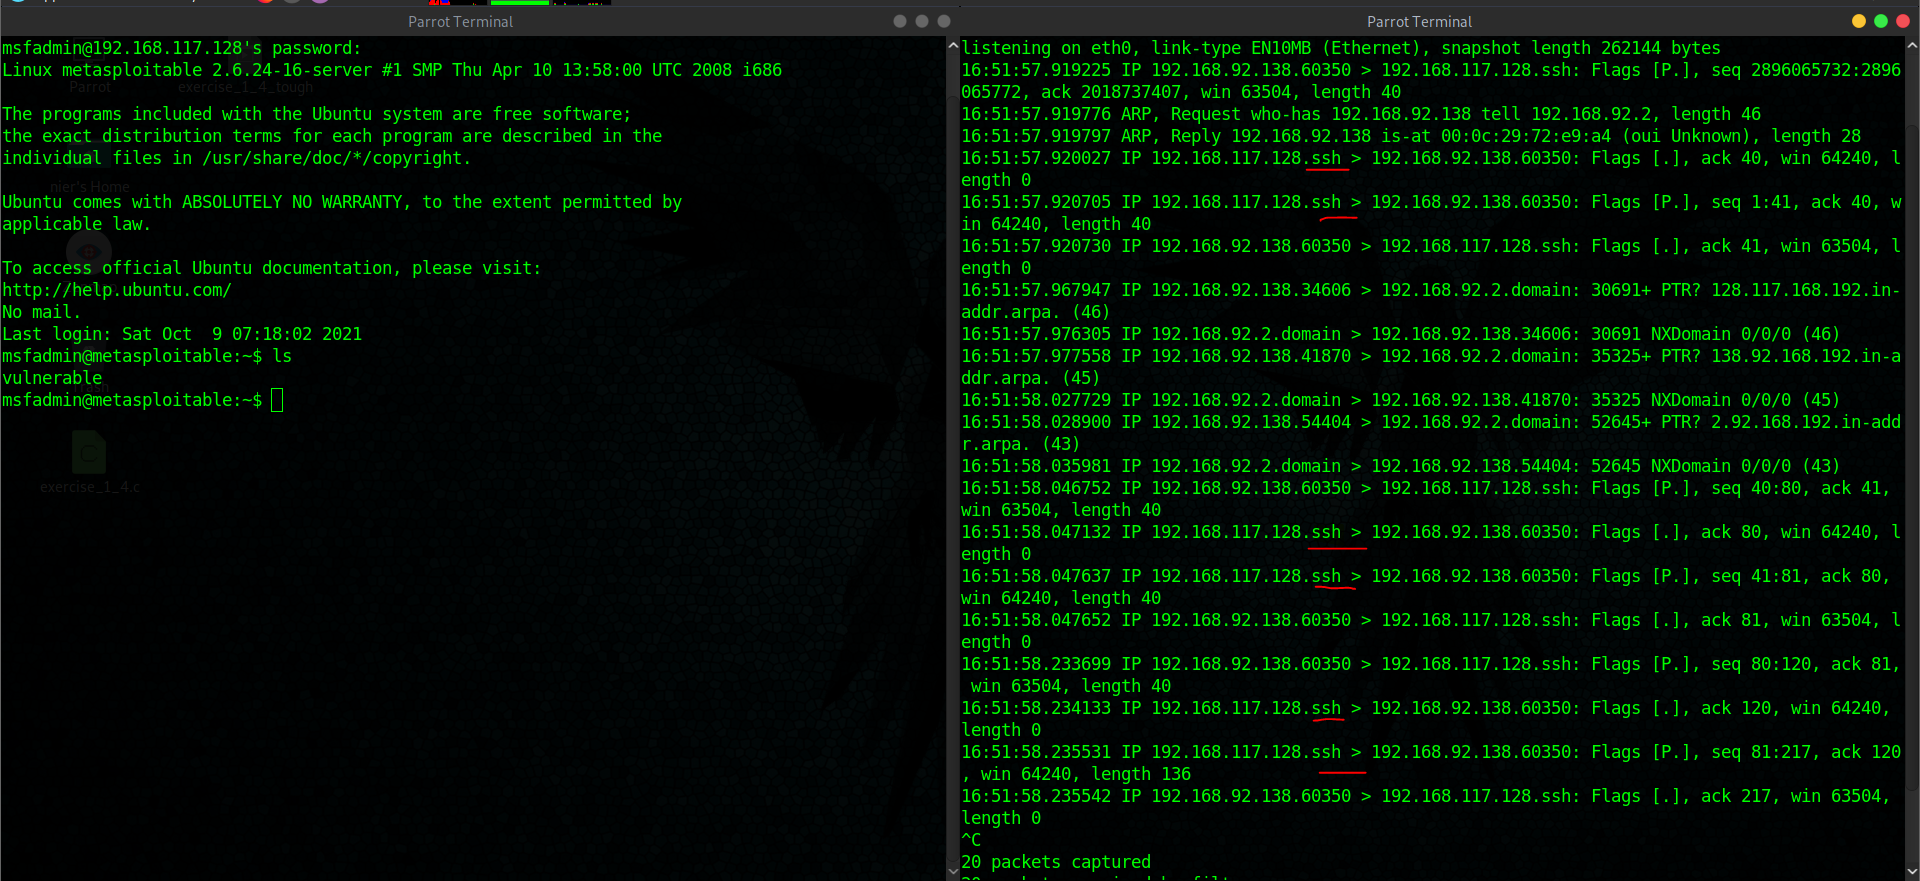 Parrot Terminal
msfadmin@192.168.117.128's password:
Linux metasploitable 2.6.24-16-server #1 SMP Thu Apr 10 13:58:00 UTC 2008 i686
Parrot
exercise_1_4_tough
The programs included with the Ubuntu system are free software;
the exact distribution terms for each program are described in the
individual files in /usr/share/doc/*/copyright.
nier's Home
Ubuntu comes with ABSOLUTELY NO WARRANTY, to the extent permitted by
applicable law.
To access official Ubuntu documentation, please visit:
http://help.ubuntu.com/
No mail.
Last login: Sat Oct  9 07:18:02 2021
msfadmin@metasploitable:~$ ls
vulnerable
msfadmin@metasploitable:~$
exercise_1_4.c
Parrot Terminal
listening on eth0, link-type EN10MB (Ethernet), snapshot length 262144 bytes
16:51:57.919225 IP 192.168.92.138.60350 > 192.168.117.128.ssh: Flags [P.], seq 2896065732:2896
065772, ack 2018737407, win 63504, length 40
16:51:57.919776 ARP, Request who-has 192.168.92.138 tell 192.168.92.2, length 46
16:51:57.919797 ARP, Reply 192.168.92.138 is-at 00:0c:29:72:e9:a4 (oui Unknown), length 28
16:51:57.920027 IP 192.168.117.128.ssh > 192.168.92.138.60350: Flags [.], ack 40, win 64240, l
ength 0
16:51:57.920705 IP 192.168.117.128.ssh > 192.168.92.138.60350: Flags [P.], seq 1:41, ack 40, w
in 64240, length 40
16:51:57.920730 IP 192.168.92.138.60350 > 192.168.117.128.ssh: Flags [.], ack 41, win 63504, l
ength 0
16:51:57.967947 IP 192.168.92.138.34606 > 192.168.92.2.domain: 30691+ PTR? 128.117.168.192.in-
addr.arpa. (46)
16:51:57.976305 IP 192.168.92.2.domain > 192.168.92.138.34606: 30691 NXDomain 0/0/0 (46)
16:51:57.977558 IP 192.168.92.138.41870 > 192.168.92.2.domain: 35325+ PTR? 138.92.168.192.in-a
ddr.arpa. (45)
16:51:58.027729 IP 192.168.92.2.domain > 192.168.92.138.41870: 35325 NXDomain 0/0/0 (45)
16:51:58.028900 IP 192.168.92.138.54404 > 192.168.92.2.domain: 52645+ PTR? 2.92.168.192.in-add
r.arpa. (43)
16:51:58.035981 IP 192.168.92.2.domain > 192.168.92.138.54404: 52645 NXDomain 0/0/0 (43)
16:51:58.046752 IP 192.168.92.138.60350 > 192.168.117.128.ssh: Flags [P.], seq 40:80, ack 41,
win 63504, length 40
16:51:58.047132 IP 192.168.117.128.ssh > 192.168.92.138.60350: Flags [.], ack 80, win 64240, l
ength 0
16:51:58.047637 IP 192.168.117.128.ssh > 192.168.92.138.60350: Flags [P.], seq 41:81, ack 80,
win 64240, length 40
16:51:58.047652 IP 192.168.92.138.60350 > 192.168.117.128.ssh: Flags [.], ack 81, win 63504, l
ength 0
16:51:58.233699 IP 192.168.92.138.60350 > 192.168.117.128.ssh: Flags [P.], seq 80:120, ack 81,
 win 63504, length 40
16:51:58.234133 IP 192.168.117.128.ssh > 192.168.92.138.60350: Flags [.], ack 120, win 64240,
length 0
16:51:58.235531 IP 192.168.117.128.ssh > 192.168.92.138.60350: Flags [P.], seq 81:217, ack 120
, win 64240, length 136
16:51:58.235542 IP 192.168.92.138.60350 > 192.168.117.128.ssh: Flags [.], ack 217, win 63504,
length 0
^C
20 packets captured